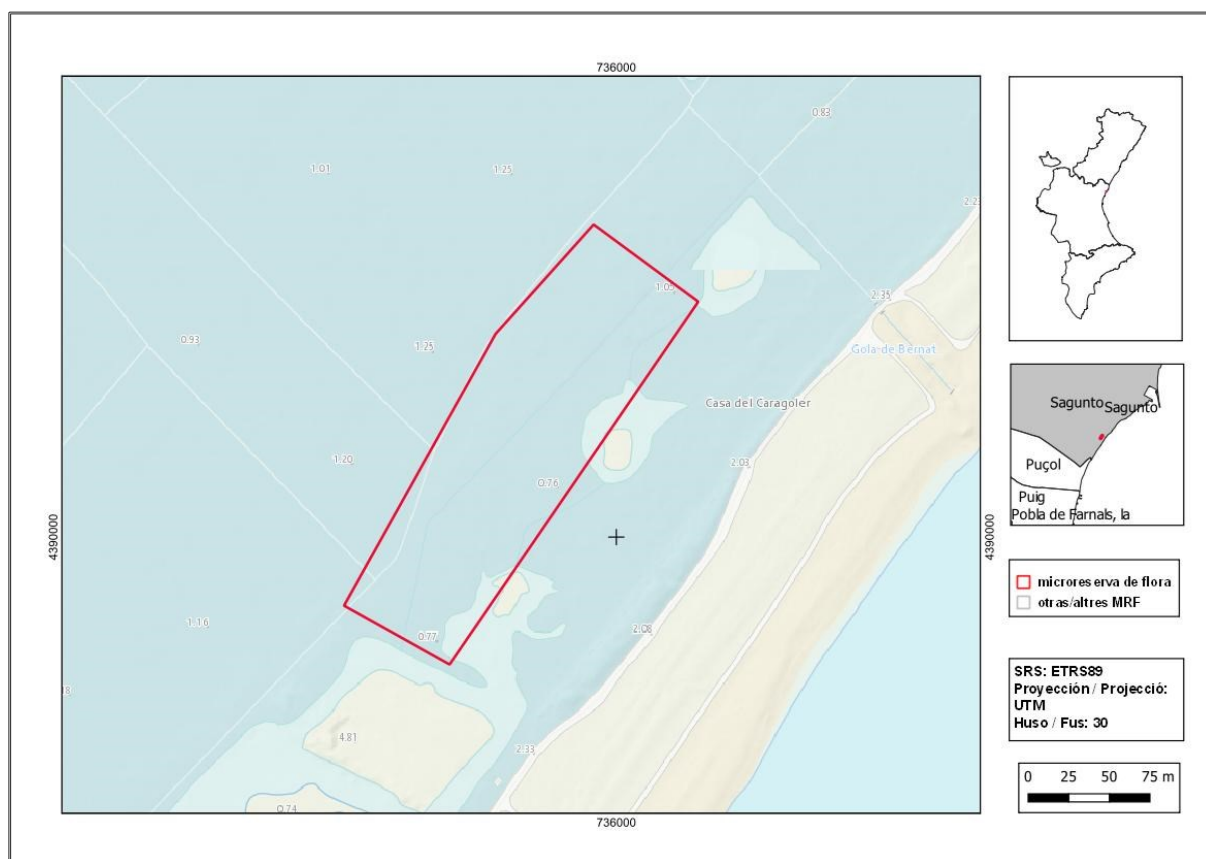 736000
0.83
1.01
1.25
2.2
1.05
2.35
0.93
1.25
Gola de Bernat
Casa del Caragoler
1.20
2.03
0.76
4390000
4390000
1.16
0.77
2.08
18
4.81
2.33
0.74
736000
Sagunto
Sagunto
Puçol
Puig
Pobla de Farnals, la
microreserva de flora
otras/altres MRF
SRS: ETRS89
Proyección / Projecció:
UTM
Huso / Fus: 30
0 25 50 75 m